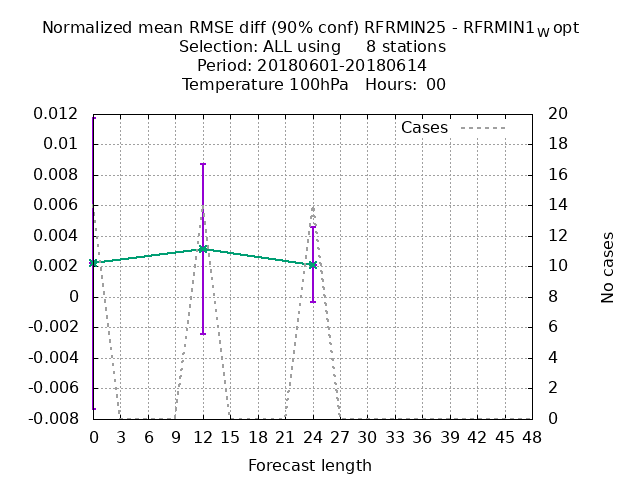 Normalized mean RMSE diff (90% conf) RFRMIN25 - RFRMIN1w opt
Selection: ALL using 8 stations
Period: 20180601-20180614
Temperature 100hPa Hours: 00
Cases
0.012
0.01
0.008
0.006
0.004
0.002
0
-0.002
-0.004
-0.006
-0.008
20
18
16
14
12
10
8
6
4
2
0
No cases
0 3 6 9 12 15 18 21 24 27 30 33 36 39 42 45 48
Forecast length